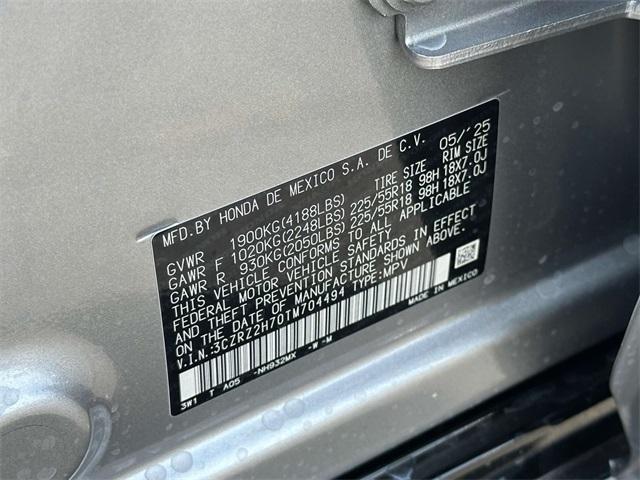 MFD.BY HONDA DE MEXICO S.A. DE C.V. 05/'25
TIRE SIZE RIM SIZE
GVWR 1900KG(4188LBS)
GAWR F 1020KG(2248LBS) 225/55R18 98H 18X7.0J
GAWR R 930KG(2050LBS) 225/55R18 98H 18X7.0J
THIS VEHICLE CONFORMS TO ALL APPLICABLE
FEDERAL MOTOR VEHICLE SAFETY
AND THEFT PREVENTION STANDARDS IN EFFECT
ON THE DATE OF MANUFACTURE SHOWN ABOVE.
V.I.N.:3CZRZ2H70TM704494 TYPE:MPV
MADE IN MEXICO
3W1 T A05 -NH932MX -W -M